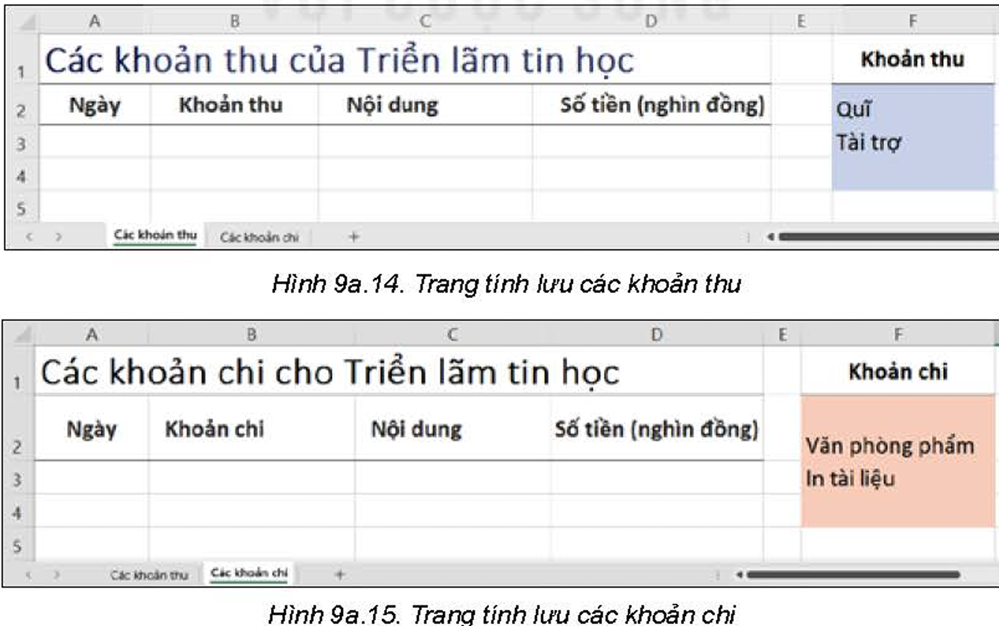 A B C D E F
1 Các khoản thu của Triển lãm tin học Khoản thu
2 Ngày Khoản thu Nội dung Số tiền (nghìn đồng) Quĩ
3 Tài trợ
4
5
Các khoản thu Các khoản chi +
Hình 9a.14. Trang tính lưu các khoản thu
A B C D E F
1 Các khoản chi cho Triển lãm tin học Khoản chi
2 Ngày Khoản chi Nội dung Số tiền (nghìn đồng) Văn phòng phẩm
3 In tài liệu
4
5
Các khoản thu Các khoản chi +
Hình 9a.15. Trang tính lưu các khoản chi